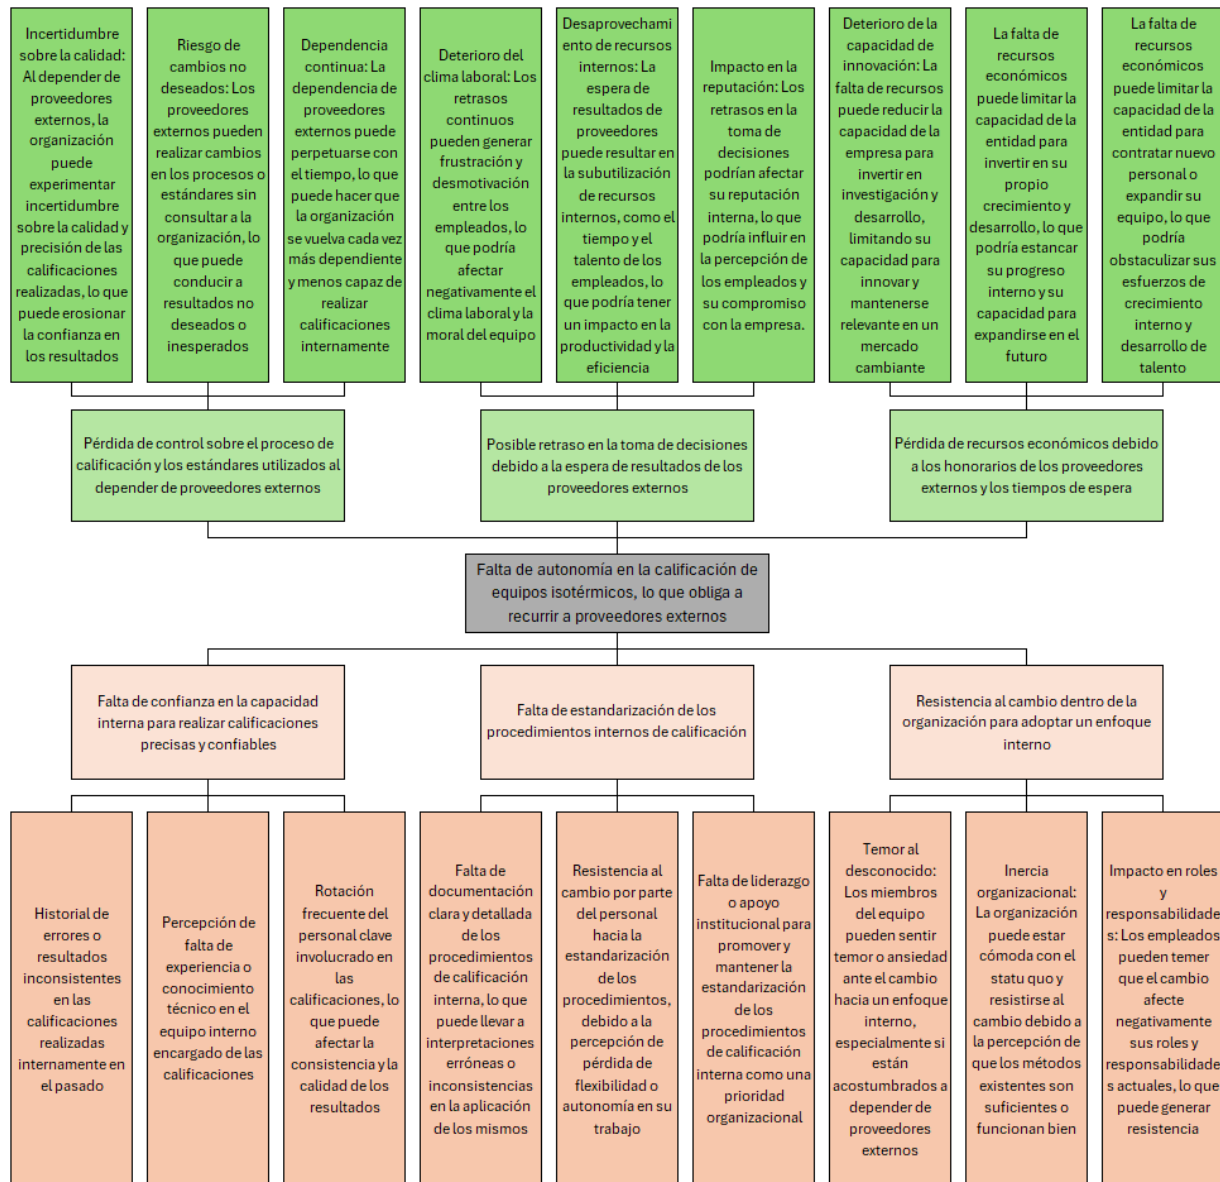 Incertidumbre
sobre la calidad:
Al depender de
proveedores
externos, la
organización
puede
experimentar
incertidumbre
sobre la calidad y
precisión de las
calificaciones
realizadas, lo que
puede erosionar
la confianza en
los resultados
Riesgo de
cambios no
deseados: Los
proveedores
externos pueden
realizar cambios
en los procesos o
estándares sin
consultar a la
organización, lo
que puede
conducir a
resultados no
deseados o
inesperados
Dependencia
continua: La
dependencia de
proveedores
externos puede
perpetuarse con
el tiempo, lo que
puede hacer que
la organización
se vuelva cada vez
más dependiente
y menos capaz de
realizar
calificaciones
internamente
Deterioro del
clima laboral: Los
retrasos
continuos
pueden generar
frustración y
desmotivación
entre los
empleados, lo
que podría
afectar
negativamente el
clima laboral y la
moral del equipo
Desaprovechami
ento de recursos
internos: La
espera de
resultados de
proveedores
puede resultar en
la subutilización
de recursos
internos, como el
tiempo y el
talento de los
empleados, lo
que podría tener
un impacto en la
productividad y la
eficiencia
Impacto en la
reputación: Los
retrasos en la
toma de
decisiones
podrían afectar
su reputación
interna, lo que
podría influir en
la percepción de
los empleados y
su compromiso
con la empresa.
Deterioro de la
capacidad de
innovación: La
falta de recursos
puede reducir la
capacidad de la
empresa para
invertir en
investigación y
desarrollo,
limitando su
capacidad para
innovar y
mantenerse
relevante en un
mercado
cambiante
La falta de
recursos
económicos
puede limitar la
capacidad de la
entidad para
invertir en su
propio
crecimiento y
desarrollo, lo que
podría estancar
su progreso
interno y su
capacidad para
expandirse en el
futuro
La falta de
recursos
económicos
puede limitar la
capacidad de la
entidad para
contratar nuevo
personal o
expandir su
equipo, lo que
podría
obstaculizar sus
esfuerzos de
crecimiento
interno y
desarrollo de
talento
Pérdida de control sobre el proceso de
calificación y los estándares utilizados al
depender de proveedores externos
Posible retraso en la toma de decisiones
debido a la espera de resultados de los
proveedores externos
Pérdida de recursos económicos debido
a los honorarios de los proveedores
externos y los tiempos de espera
Falta de autonomía en la calificación de
equipos isotérmicos, lo que obliga a
recurrir a proveedores externos
Falta de confianza en la capacidad
interna para realizar calificaciones
precisas y confiables
Falta de estandarización de los
procedimientos internos de calificación
Resistencia al cambio dentro de la
organización para adoptar un enfoque
interno
Historial de
errores o
resultados
inconsistentes
en las
calificaciones
realizadas
internamente en
el pasado
Percepción de
falta de
experiencia o
conocimiento
técnico en el
equipo interno
encargado de las
calificaciones
Rotación
frecuente del
personal clave
involucrado en
las
calificaciones, lo
que puede
afectar la
consistencia y la
calidad de los
resultados
Falta de
documentación
clara y detallada
de los
procedimientos
de calificación
interna, lo que
puede llevar a
interpretaciones
erróneas o
inconsistencias
en la aplicación
de los mismos
Resistencia al
cambio por parte
del personal
hacia la
estandarización
de los
procedimientos,
debido a la
percepción de
pérdida de
flexibilidad o
autonomía en su
trabajo
Falta de liderazgo
o apoyo
institucional para
promover y
mantener la
estandarización
de los
procedimientos
de calificación
interna como una
prioridad
organizacional
Temor al
desconocido:
Los miembros
del equipo
pueden sentir
temor o ansiedad
ante el cambio
hacia un enfoque
interno,
especialmente si
están
acostumbrados a
depender de
proveedores
externos
Inercia
organizacional:
La organización
puede estar
cómoda con el
statu quo y
resistirse al
cambio debido a
la percepción de
que los métodos
existentes son
suficientes o
funcionan bien
Impacto en roles
y
responsabilidade
s: Los empleados
pueden temer
que el cambio
afecte
negativamente
sus roles y
responsabilidade
s actuales, lo que
puede generar
resistencia